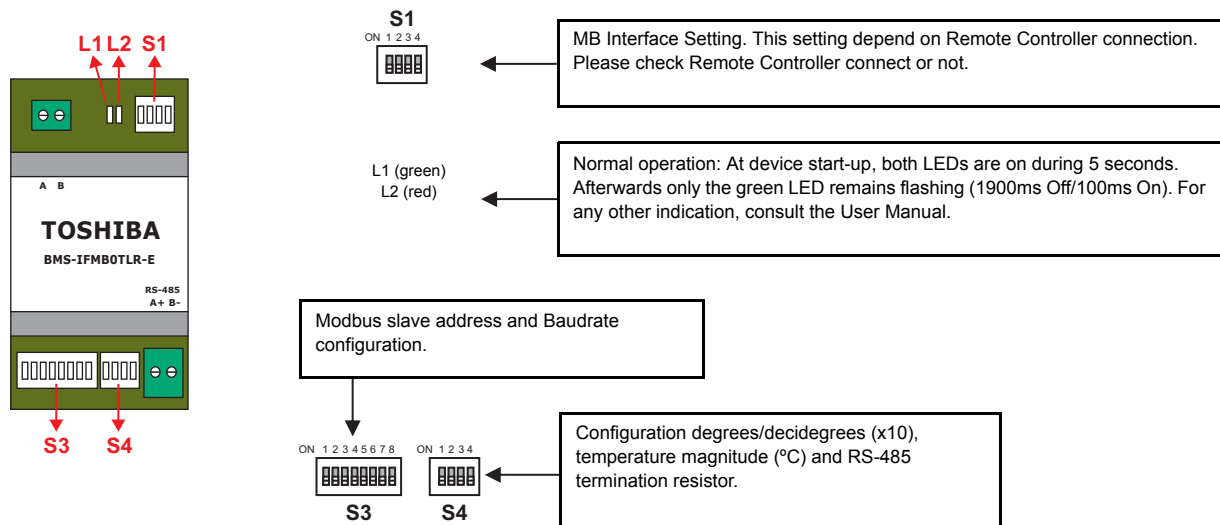 L1 L2 S1
A B
TOSHIBA
BMS-IFMB0TLR-E
RS-485
A+ B-
S3 S4
S1
ON 1 2 3 4
MB Interface Setting. This setting depend on Remote Controller connection.
Please check Remote Controller connect or not.
L1 (green)
L2 (red)
Normal operation: At device start-up, both LEDs are on during 5 seconds.
Afterwards only the green LED remains flashing (1900ms Off/100ms On). For
any other indication, consult the User Manual.
Modbus slave address and Baudrate
configuration.
ON 1 2 3 4 5 6 7 8
S3
ON 1 2 3 4
S4
Configuration degrees/decidegrees (x10),
temperature magnitude (ºC) and RS-485
termination resistor.